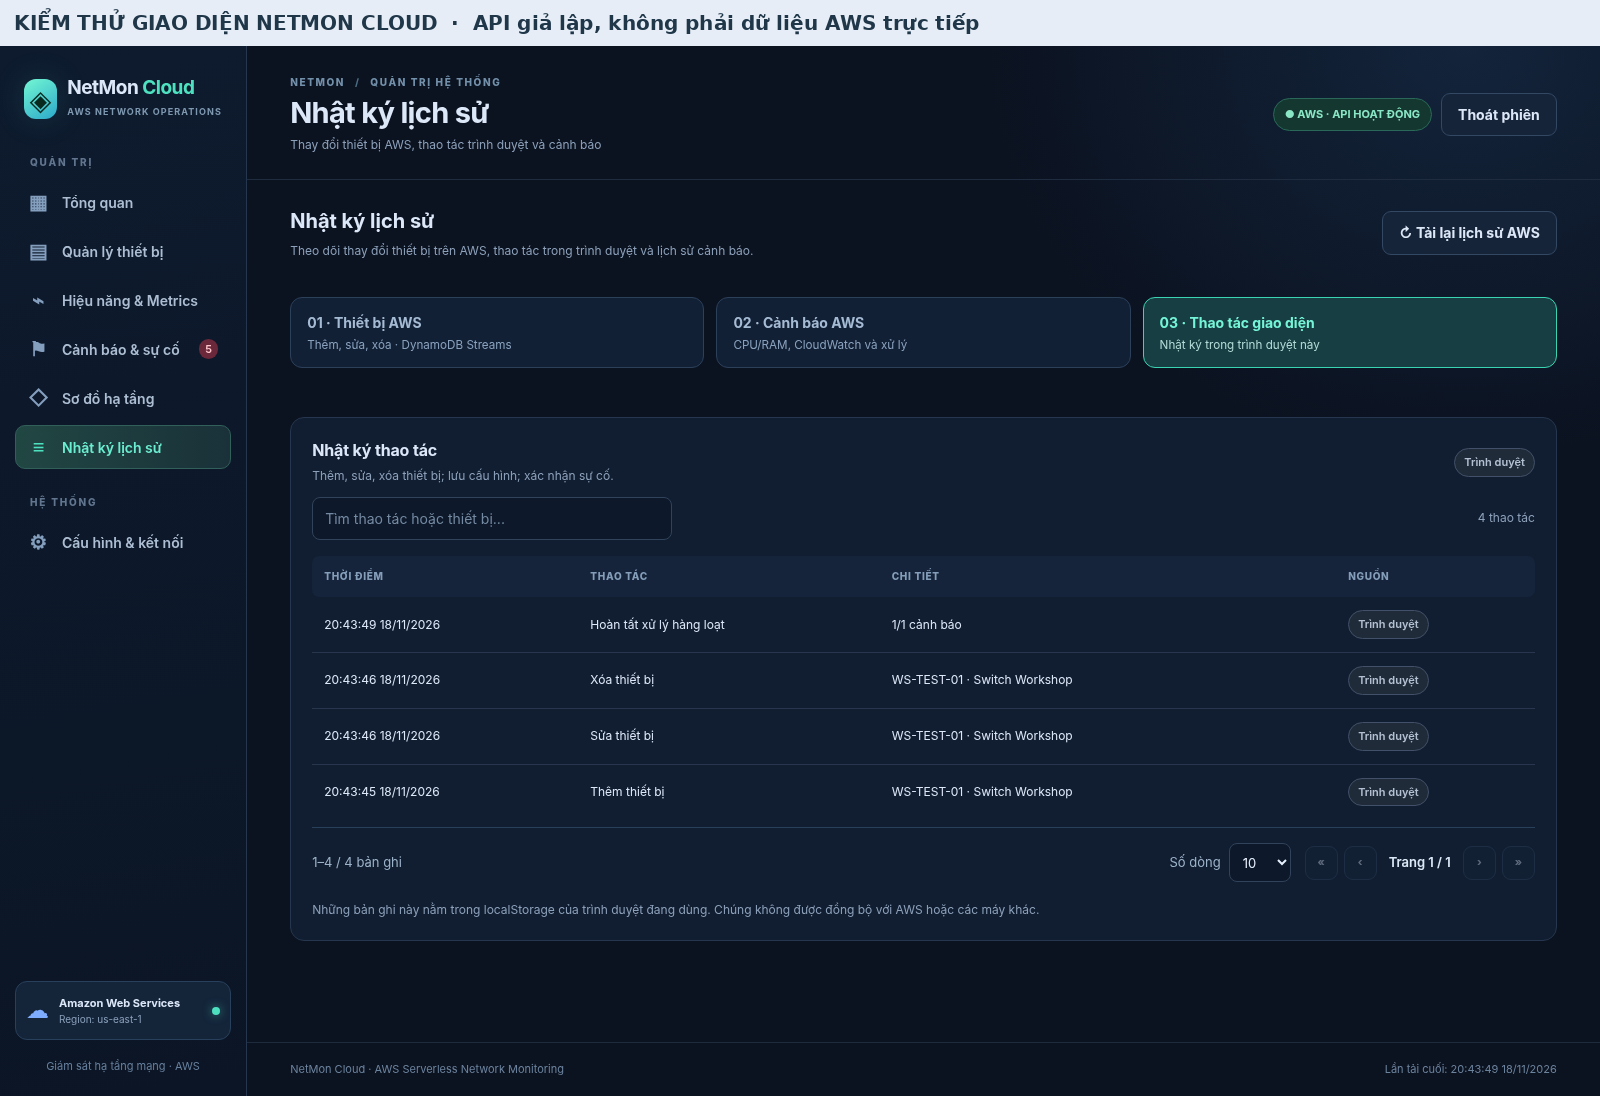 KIỂM THỬ GIAO DIỆN NETMON CLOUD · API giả lập, không phải dữ liệu AWS trực tiếp
NetMon Cloud
AWS NETWORK OPERATIONS
QUẢN TRỊ
Tổng quan
Quản lý thiết bị
Hiệu năng & Metrics
Cảnh báo & sự cố 5
Sơ đồ hạ tầng
Nhật ký lịch sử
HỆ THỐNG
Cấu hình & kết nối
Amazon Web Services
Region: us-east-1
Giám sát hạ tầng mạng · AWS
NETMON / QUẢN TRỊ HỆ THỐNG
Nhật ký lịch sử
Thay đổi thiết bị AWS, thao tác trình duyệt và cảnh báo
AWS · API HOẠT ĐỘNG
Thoát phiên
Nhật ký lịch sử
Theo dõi thay đổi thiết bị trên AWS, thao tác trong trình duyệt và lịch sử cảnh báo.
↻ Tải lại lịch sử AWS
01 · Thiết bị AWS
Thêm, sửa, xóa · DynamoDB Streams
02 · Cảnh báo AWS
CPU/RAM, CloudWatch và xử lý
03 · Thao tác giao diện
Nhật ký trong trình duyệt này
Nhật ký thao tác
Thêm, sửa, xóa thiết bị; lưu cấu hình; xác nhận sự cố.
Trình duyệt
Tìm thao tác hoặc thiết bị...
4 thao tác
THỜI ĐIỂM THAO TÁC CHI TIẾT NGUỒN
20:43:49 18/11/2026 Hoàn tất xử lý hàng loạt 1/1 cảnh báo Trình duyệt
20:43:46 18/11/2026 Xóa thiết bị WS-TEST-01 · Switch Workshop Trình duyệt
20:43:46 18/11/2026 Sửa thiết bị WS-TEST-01 · Switch Workshop Trình duyệt
20:43:45 18/11/2026 Thêm thiết bị WS-TEST-01 · Switch Workshop Trình duyệt
1–4 / 4 bản ghi
Số dòng 10 « ‹ Trang 1 / 1 › »
Những bản ghi này nằm trong localStorage của trình duyệt đang dùng. Chúng không được đồng bộ với AWS hoặc các máy khác.
NetMon Cloud · AWS Serverless Network Monitoring
Lần tải cuối: 20:43:49 18/11/2026